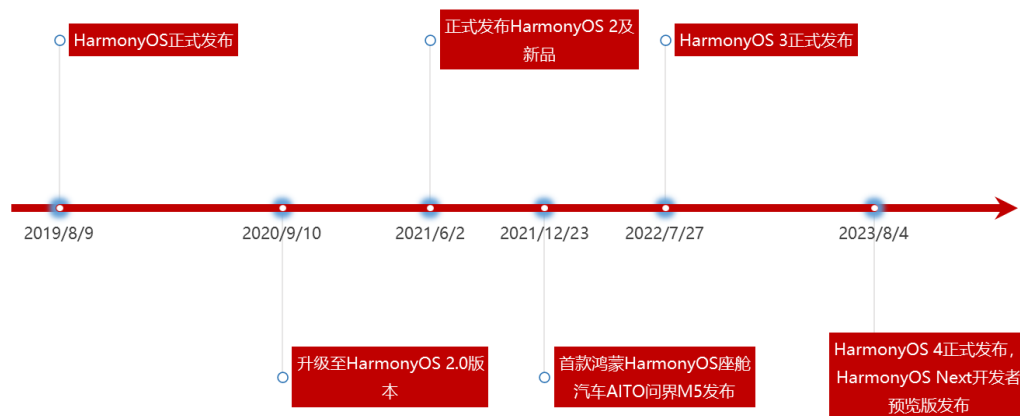 HarmonyOS正式发布
正式发布HarmonyOS 2及
新品
HarmonyOS 3正式发布
2019/8/9
2020/9/10
2021/6/2
2021/12/23
2022/7/27
2023/8/4
升级至HarmonyOS 2.0版
本
首款鸿蒙HarmonyOS座舱
汽车AITO问界M5发布
HarmonyOS 4正式发布，
HarmonyOS Next开发者
预览版发布